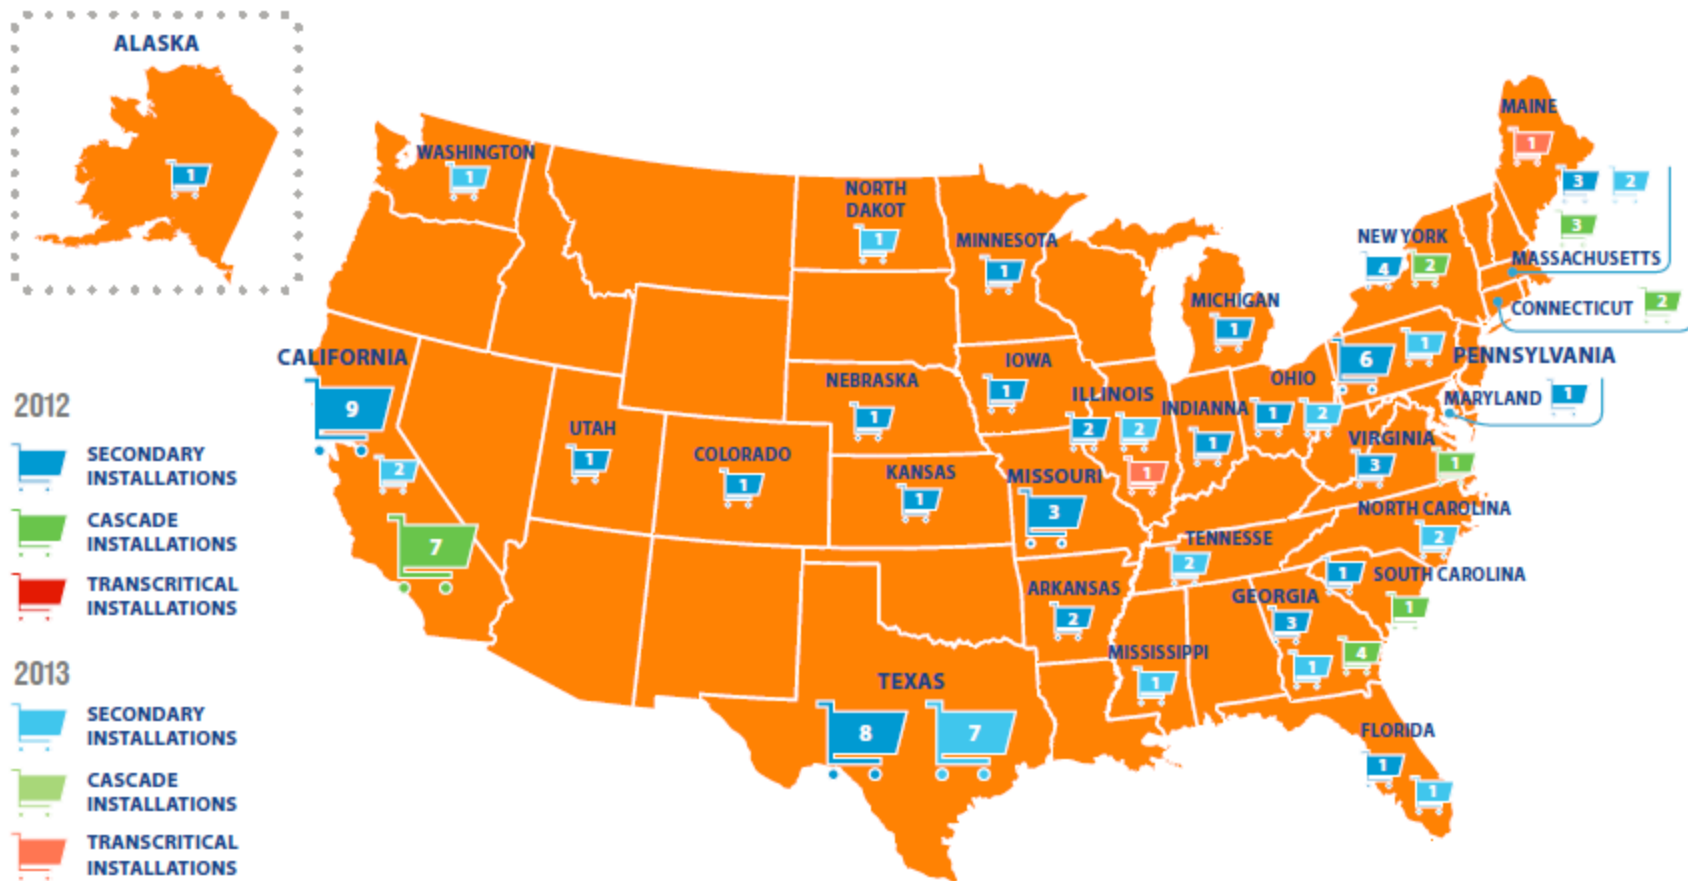 ALASKA
1
WASHINGTON
1
NORTH
DAKOT
1
MINNESOTA
1
MICHIGAN
1
MAINE
1
3 2
3
MASSACHUSETTS
NEW YORK
4 2
CONNECTICUT 2
6 1 PENNSYLVANIA
MARYLAND 1
CALIFORNIA
9
2
7
UTAH
1
COLORADO
1
NEBRASKA
1
KANSAS
1
IOWA
1
ILLINOIS
2 2
1
INDIANNA
1
OHIO
1 2
MISSOURI
3
VIRGINIA
3 1
NORTH CAROLINA
2
TENNESSE
2
1 SOUTH CAROLINA
1
ARKANSAS
2
GEORGIA
3
1 4
MISSISSIPPI
1
TEXAS
8 7
FLORIDA
1
1
2012
SECONDARY
INSTALLATIONS
CASCADE
INSTALLATIONS
TRANSCRITICAL
INSTALLATIONS
2013
SECONDARY
INSTALLATIONS
CASCADE
INSTALLATIONS
TRANSCRITICAL
INSTALLATIONS